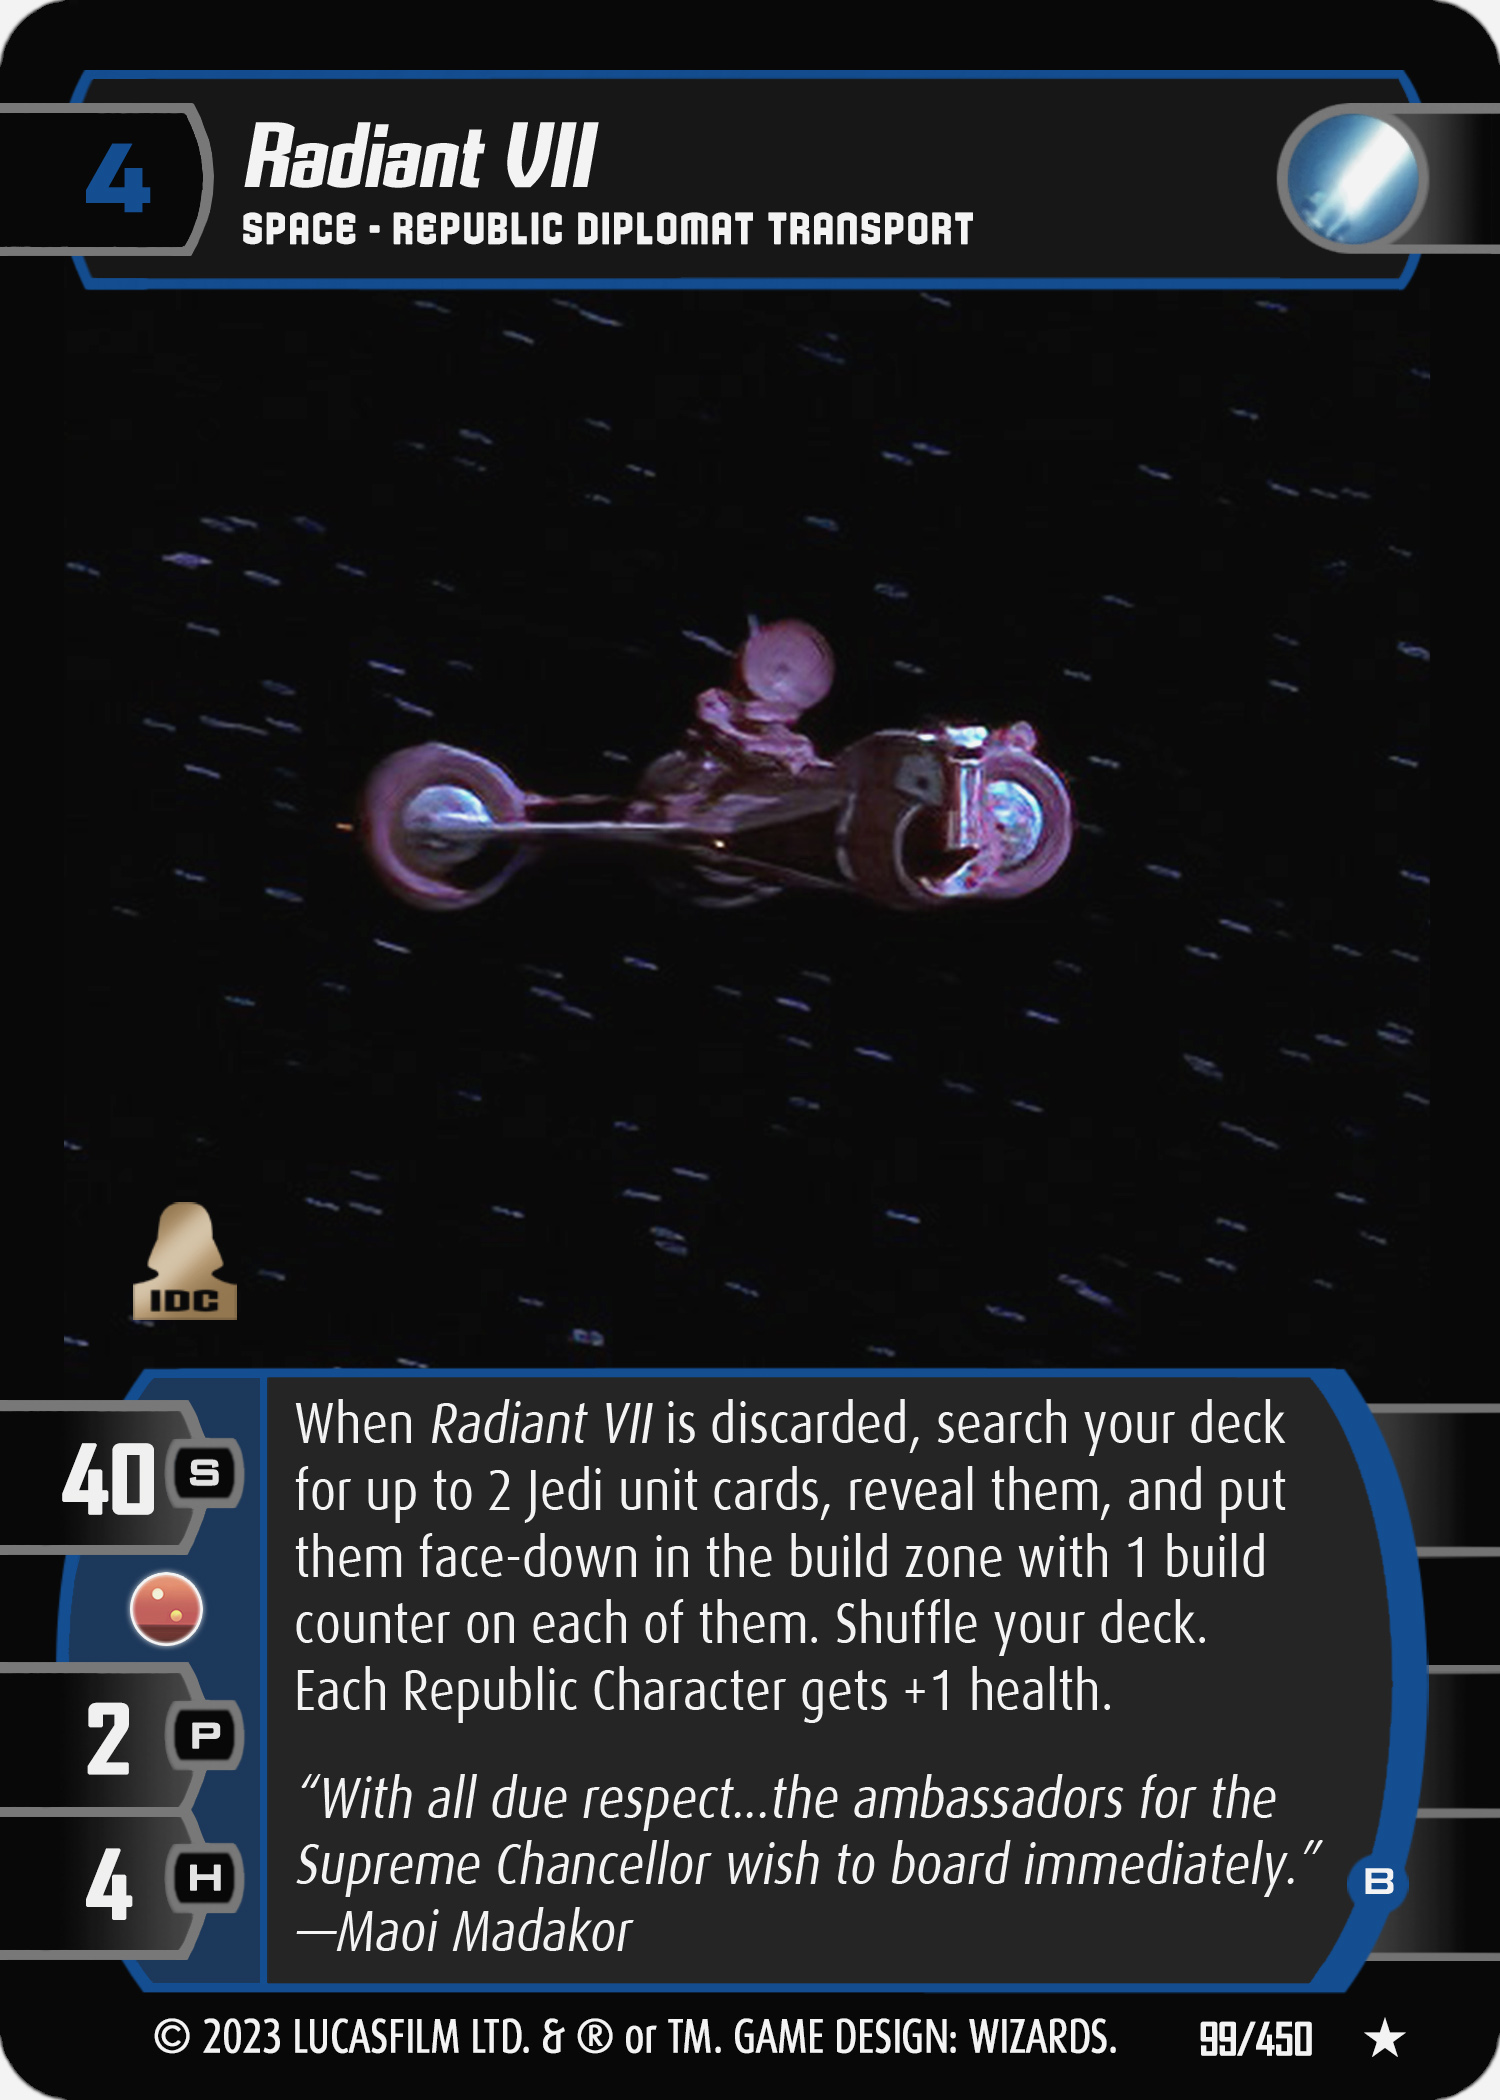 4
Radiant VII
SPACE - REPUBLIC DIPLOMAT TRANSPORT
IDC
40 S
2 P
4 H
When Radiant VII is discarded, search your deck
for up to 2 Jedi unit cards, reveal them, and put
them face-down in the build zone with 1 build
counter on each of them. Shuffle your deck.
Each Republic Character gets +1 health.
“With all due respect...the ambassadors for the
Supreme Chancellor wish to board immediately.”
—Maoi Madakor
B
© 2023 LUCASFILM LTD. & ® or TM. GAME DESIGN: WIZARDS. 99/450 ★